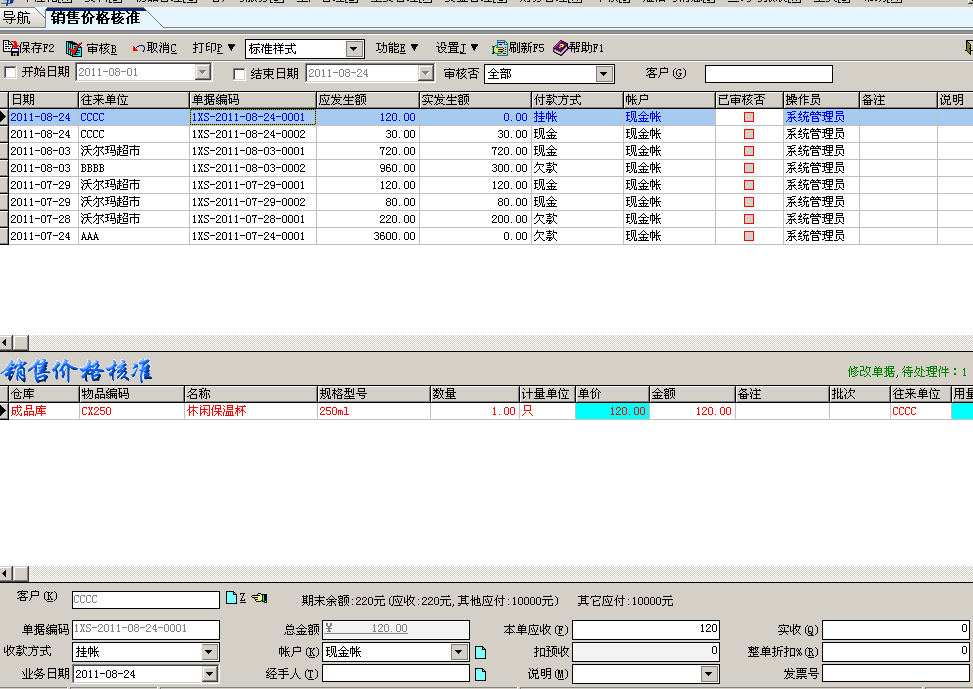 导航 销售价格核准
保存F2 审核B 取消C 打印P ▼ 标准样式 功能E ▼ 设置J ▼ 刷新F5 帮助F1
开始日期 2011-08-01 结束日期 2011-08-24 审核否 全部 客户(G)
日期 往来单位 单据编码 应发生额 实发生额 付款方式 帐户 已审核否 操作员 备注 说明
2011-08-24 CCCC 1XS-2011-08-24-0001 120.00 0.00 挂帐 现金帐 系统管理员
2011-08-24 CCCC 1XS-2011-08-24-0002 30.00 30.00 现金 现金帐 系统管理员
2011-08-03 沃尔玛超市 1XS-2011-08-03-0001 720.00 720.00 现金 现金帐 系统管理员
2011-08-03 BBBB 1XS-2011-08-03-0002 960.00 300.00 欠款 现金帐 系统管理员
2011-07-29 沃尔玛超市 1XS-2011-07-29-0001 120.00 120.00 现金 现金帐 系统管理员
2011-07-29 沃尔玛超市 1XS-2011-07-29-0002 80.00 80.00 现金 现金帐 系统管理员
2011-07-28 沃尔玛超市 1XS-2011-07-28-0001 220.00 200.00 欠款 现金帐 系统管理员
2011-07-24 AAA 1XS-2011-07-24-0001 3600.00 0.00 欠款 现金帐 系统管理员
销售价格核准 修改单据,待处理件:1
仓库 物品编码 名称 规格型号 数量 计量单位 单价 金额 备注 批次 往来单位 用量
成品库 CX250 休闲保温杯 250ml 1.00 只 120.00 120.00 CCCC
客户(K) CCCC Z 期末余额:220元(应收:220元,其他应付:10000元) 其它应付:10000元
单据编码 1XS-2011-08-24-0001 总金额 ¥ 120.00 本单应收(F) 120 实收(Q) 0
收款方式 挂帐 帐户(K) 现金帐 扣预收 0 整单折扣%(R) 0
业务日期 2011-08-24 经手人(T) 说明(M) 发票号